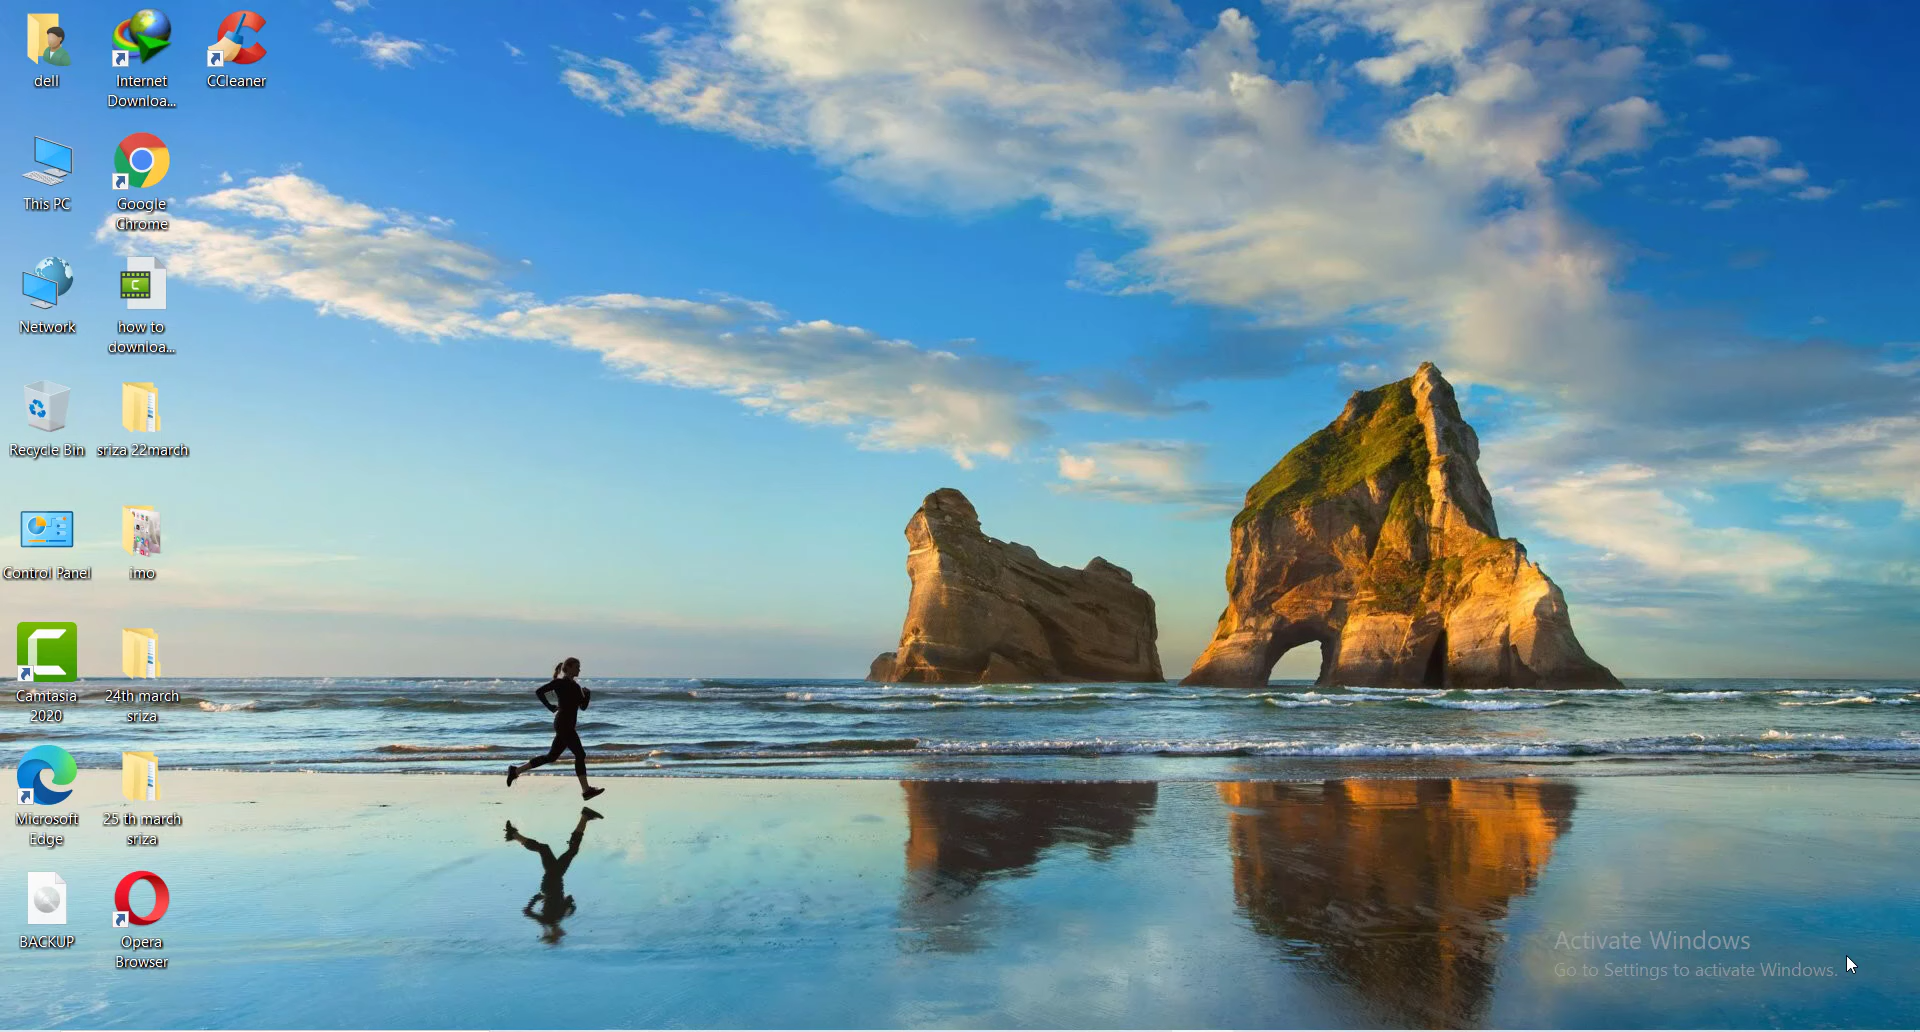 dell
Internet
Downloa...
CCleaner
This PC
Google
Chrome
Network
how to
downloa...
Recycle Bin
sriza 22march
Control Panel
imo
Camtasia
2020
24th march
sriza
Microsoft
Edge
25 th march
sriza
BACKUP
Opera
Browser
Activate Windows
Go to Settings to activate Windows.